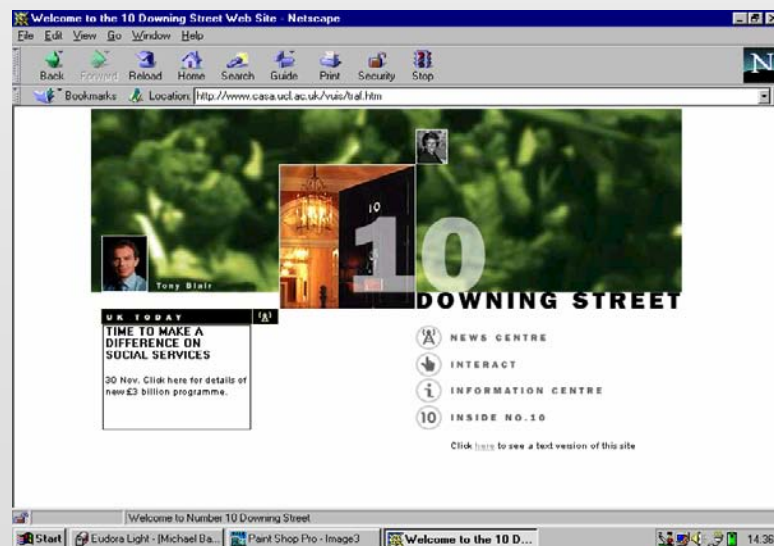 Welcome to the 10 Downing Street Web Site - Netscape
File Edit View Go Window Help
Back Forward Reload Home Search Guide Print Security Stop
N
Bookmarks Location: http://www.casa.ucl.ac.uk/vuis/tral.htm
10
10
Tony Blair
DOWNING STREET
UK TODAY
TIME TO MAKE A
DIFFERENCE ON
SOCIAL SERVICES
30 Nov. Click here for details of
new £3 billion programme.
NEWS CENTRE
INTERACT
i INFORMATION CENTRE
10 INSIDE NO.10
Click here to see a text version of this site
Welcome to Number 10 Downing Street
Start Eudora Light - [Michael Ba... Paint Shop Pro - Image3 Welcome to the 10 D... 14:36